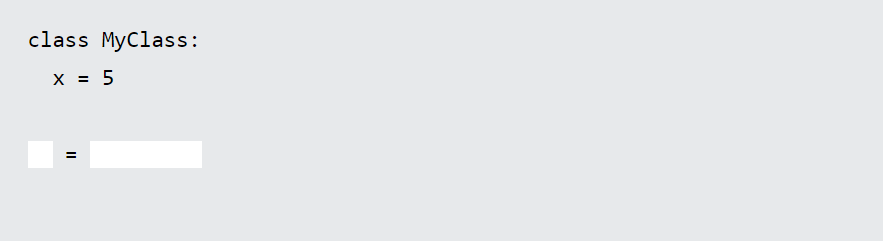 class MyClass:
  x = 5
=